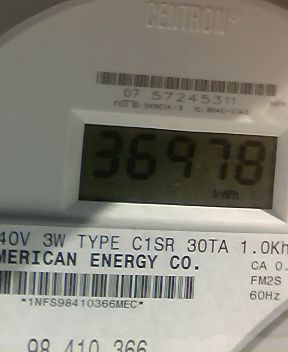 CENTRON®
07 57245311
36978
kWh
40V 3W TYPE C1SR 30TA 1.0Kh
MERICAN ENERGY CO.
CA 0.
FM2S
*1NFS98410366MEC*
60Hz
98 410 366